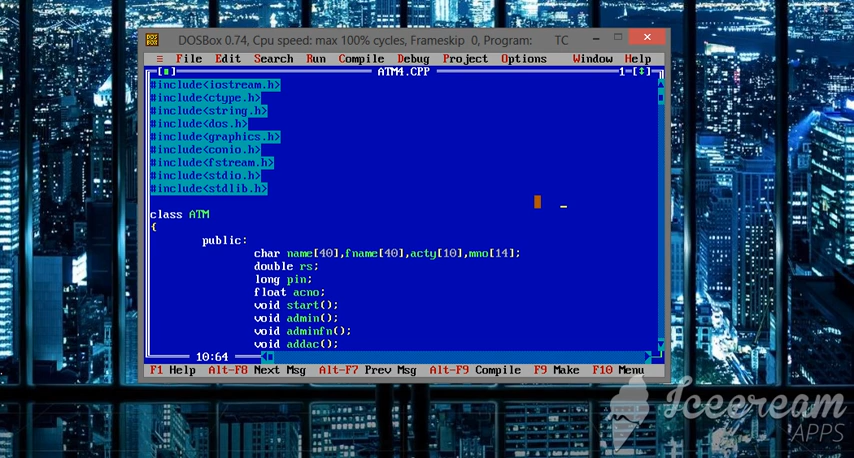 DOSBox 0.74, Cpu speed: max 100% cycles, Frameskip 0, Program: TC
≡ File Edit Search Run Compile Debug Project Options Window Help
[■] ATM4.CPP 1=[↕]
#include<iostream.h>
#include<ctype.h>
#include<string.h>
#include<dos.h>
#include<graphics.h>
#include<conio.h>
#include<fstream.h>
#include<stdio.h>
#include<stdlib.h>
class ATM
{
public:
char name[40],fname[40],acty[10],mno[14];
double rs;
long pin;
float acno;
void start();
void admin();
void adminfn();
void addac();
10:64
F1 Help Alt-F8 Next Msg Alt-F7 Prev Msg Alt-F9 Compile F9 Make F10 Menu
Icecream
APPS